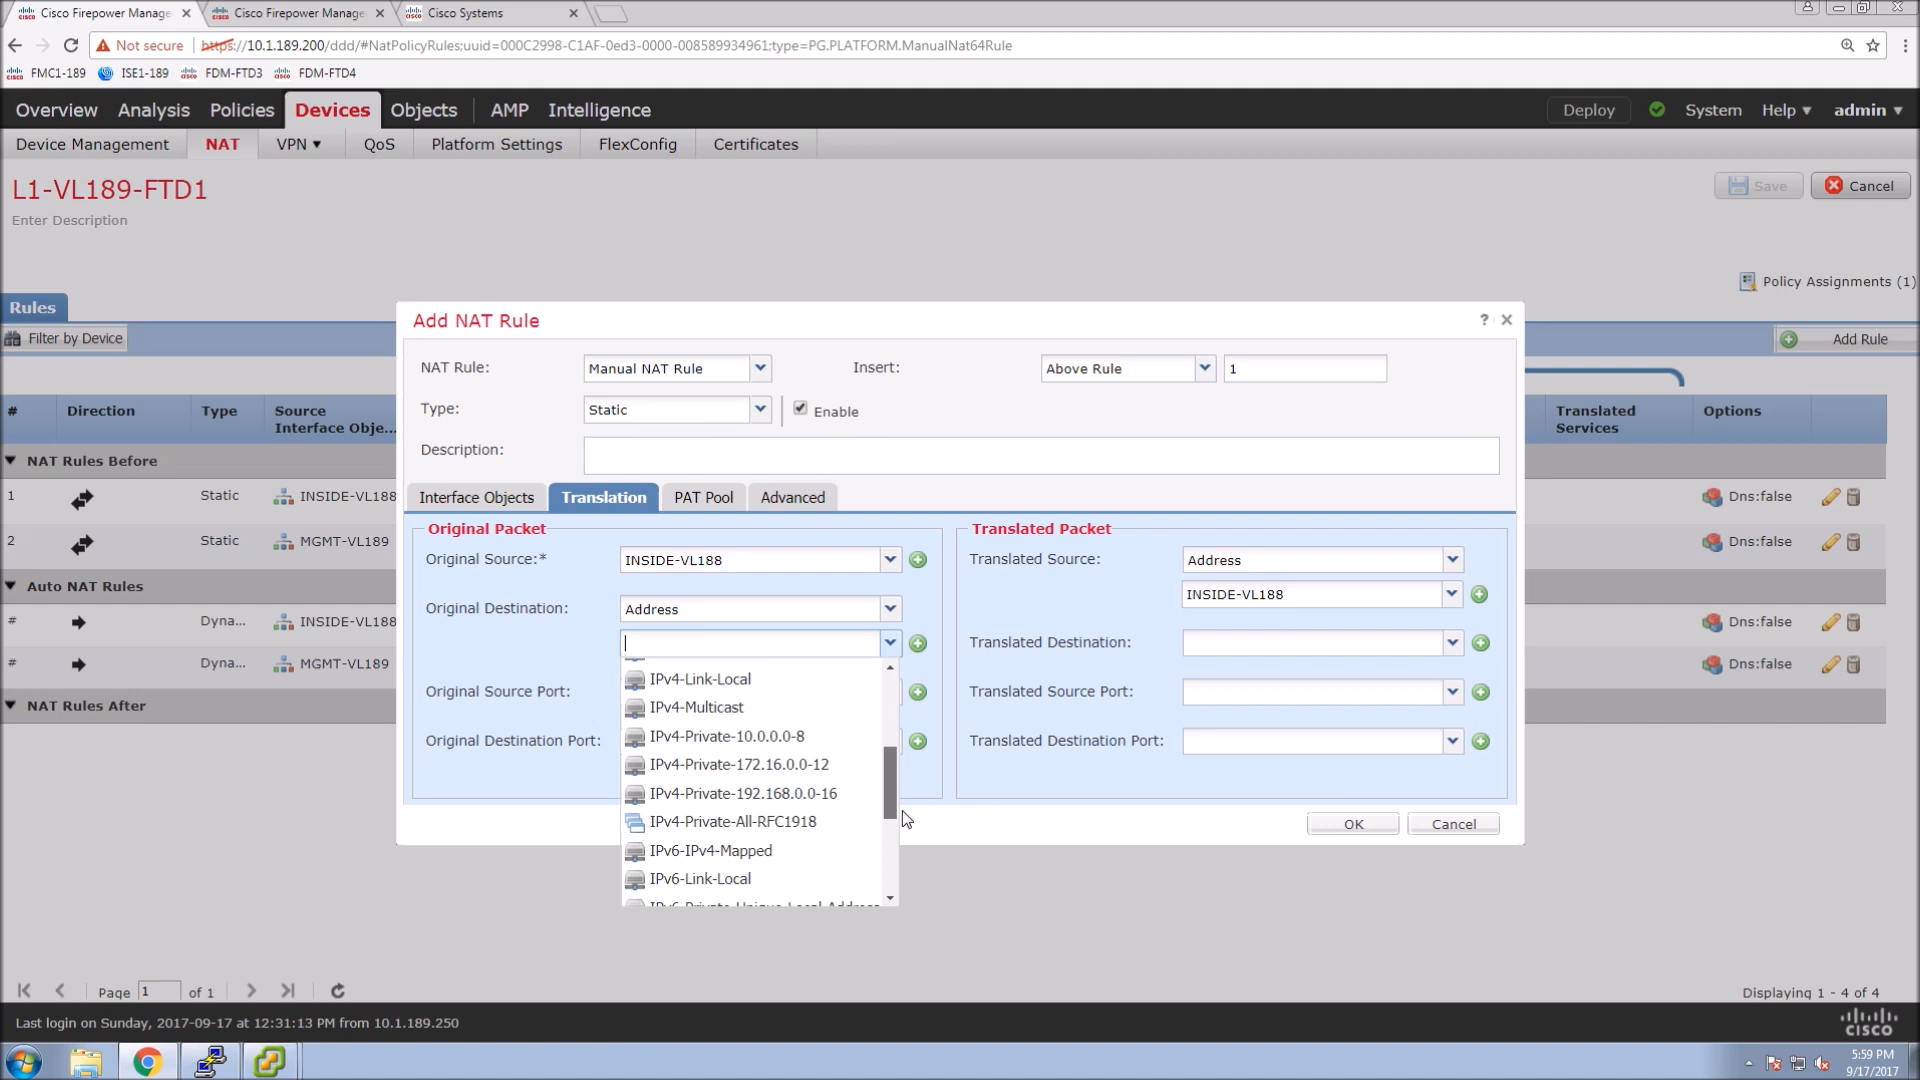 Cisco Firepower Manage
Cisco Firepower Manage
Cisco Systems
Not secure
https://10.1.189.200/ddd/#NatPolicyRules;uuid=000C2998-C1AF-0ed3-0000-008589934961;type=PG.PLATFORM.ManualNat64Rule
FMC1-189
ISE1-189
FDM-FTD3
FDM-FTD4
Overview
Analysis
Policies
Devices
Objects
AMP
Intelligence
Deploy
System
Help
admin
Device Management
NAT
VPN
QoS
Platform Settings
FlexConfig
Certificates
L1-VL189-FTD1
Enter Description
Save
Cancel
Policy Assignments (1)
Rules
Filter by Device
Add Rule
Add NAT Rule
?
NAT Rule:
Manual NAT Rule
Insert:
Above Rule
1
Type:
Static
Enable
Description:
# Direction Type Source Interface Obje...
Translated Services
Options
NAT Rules Before
1 Static INSIDE-VL188
Dns:false
2 Static MGMT-VL189
Dns:false
Auto NAT Rules
# Dyna... INSIDE-VL188
Dns:false
# Dyna... MGMT-VL189
Dns:false
NAT Rules After
Interface Objects
Translation
PAT Pool
Advanced
Original Packet
Original Source:*
INSIDE-VL188
Original Destination:
Address
Original Source Port:
Original Destination Port:
IPv4-Link-Local
IPv4-Multicast
IPv4-Private-10.0.0.0-8
IPv4-Private-172.16.0.0-12
IPv4-Private-192.168.0.0-16
IPv4-Private-All-RFC1918
IPv6-IPv4-Mapped
IPv6-Link-Local
IPv6-Private-Unique-Local-Address
Translated Packet
Translated Source:
Address
INSIDE-VL188
Translated Destination:
Translated Source Port:
Translated Destination Port:
OK
Cancel
Page 1 of 1
Displaying 1 - 4 of 4
Last login on Sunday, 2017-09-17 at 12:31:13 PM from 10.1.189.250
CISCO
5:59 PM
9/17/2017